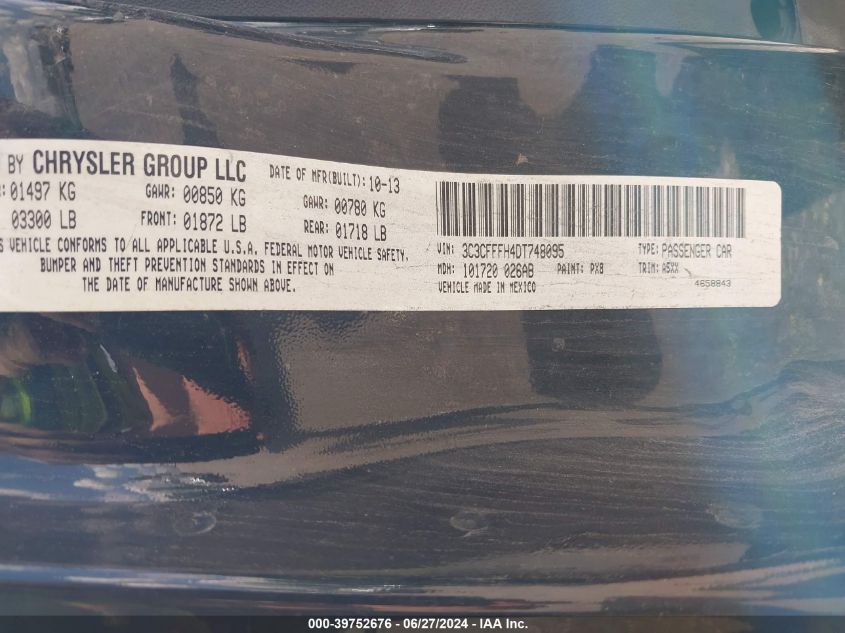 BY CHRYSLER GROUP LLC DATE OF MFR(BUILT): 10-13
: 01497 KG GAWR: 00850 KG GAWR: 00780 KG
03300 LB FRONT: 01872 LB REAR: 01718 LB
S VEHICLE CONFORMS TO ALL APPLICABLE U.S.A. FEDERAL MOTOR VEHICLE SAFETY,
BUMPER AND THEFT PREVENTION STANDARDS IN EFFECT ON
THE DATE OF MANUFACTURE SHOWN ABOVE.
VIN: 3C3CFFFH4DT748095 TYPE: PASSENGER CAR
MDH: 101720 026AB PAINT: PX8 TRIM: A5XX
VEHICLE MADE IN MEXICO 4658843
000-39752676 - 06/27/2024 - IAA Inc.